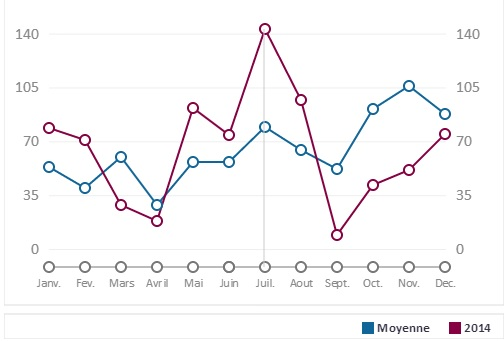 140 140
105 105
70 70
35 35
0 0
Janv. Fev. Mars Avril Mai Juin Juil. Aout Sept. Oct. Nov. Dec.
Moyenne 2014